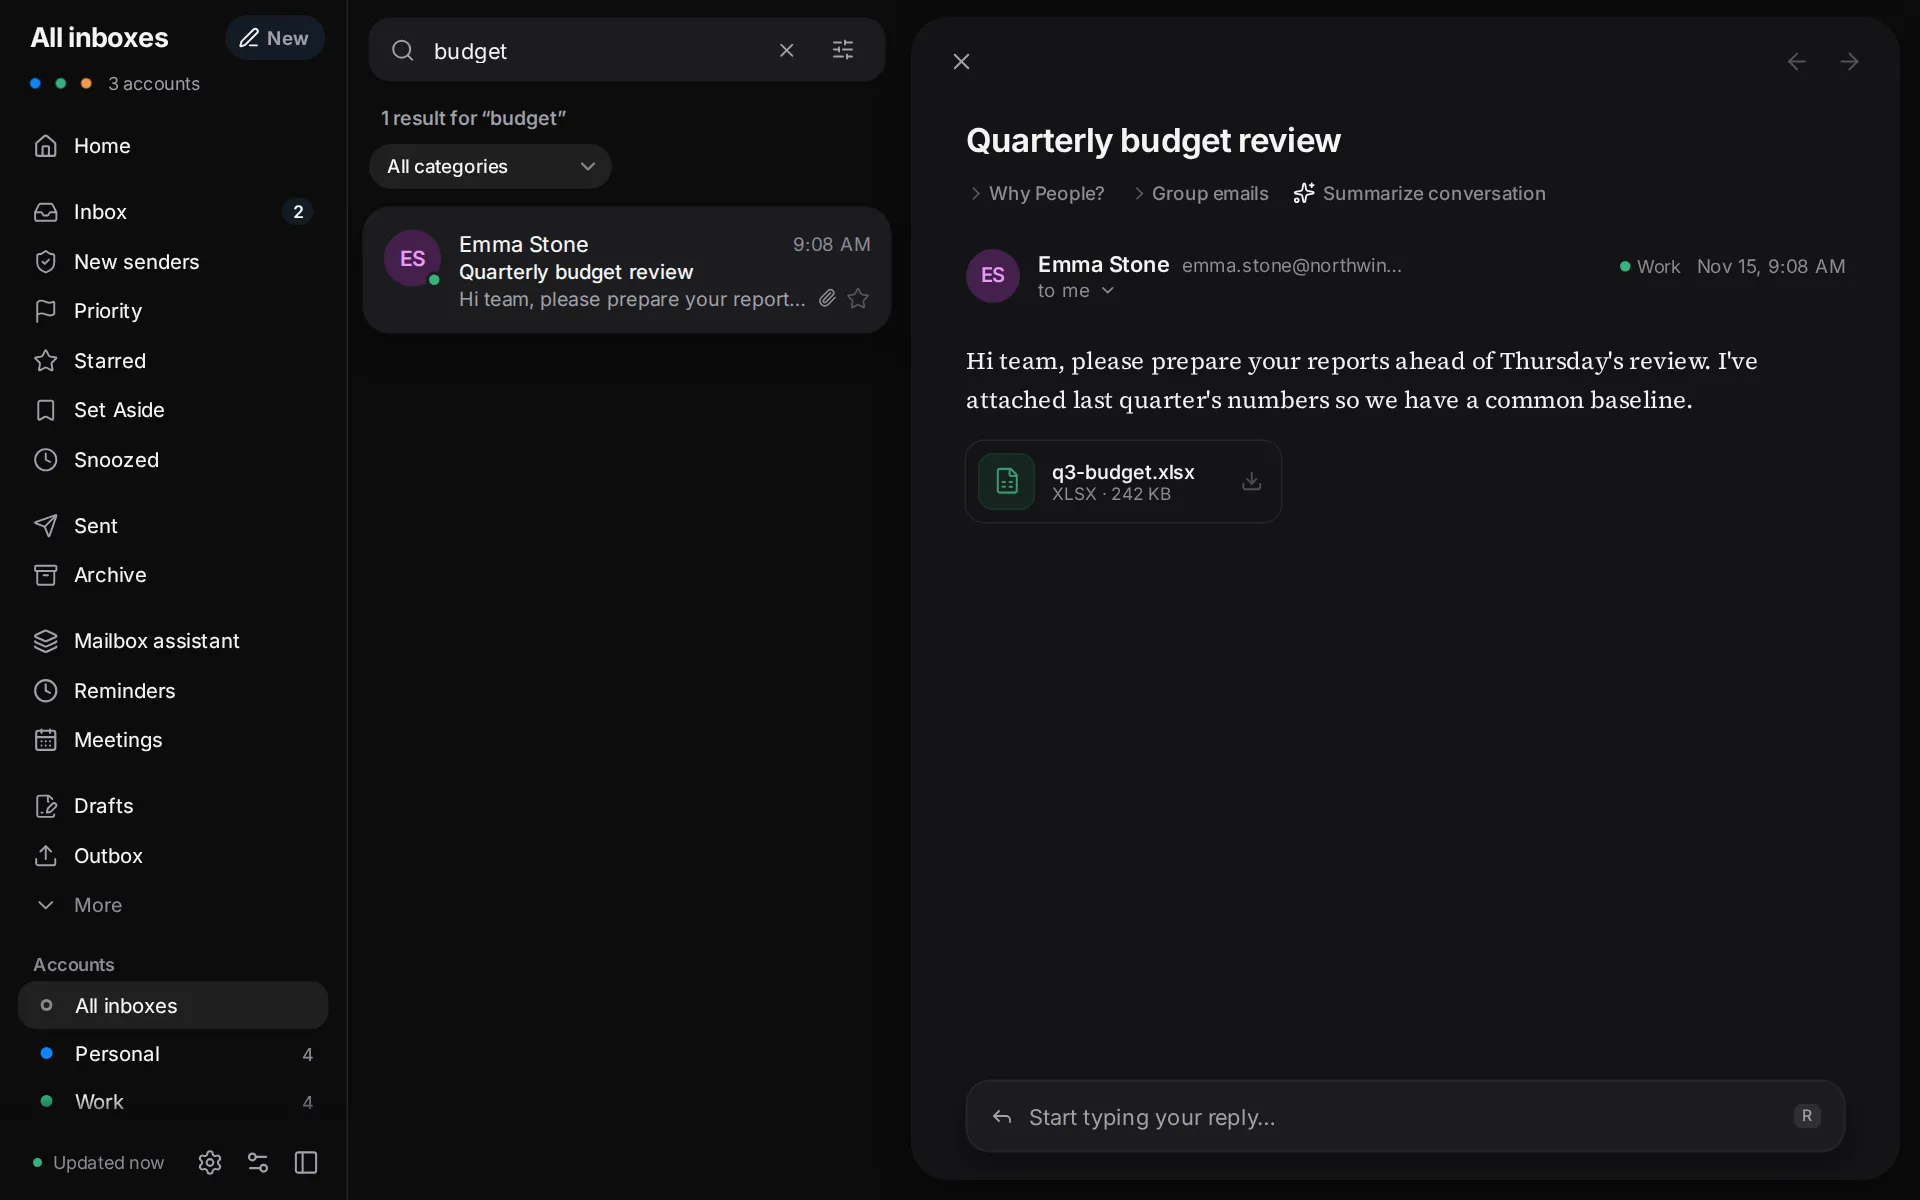 All inboxes
New
3 accounts
Home
Inbox
2
New senders
Priority
Starred
Set Aside
Snoozed
Sent
Archive
Mailbox assistant
Reminders
Meetings
Drafts
Outbox
More
Accounts
All inboxes
Personal
4
Work
4
Updated now
budget
1 result for “budget”
All categories
ES
Emma Stone
9:08 AM
Quarterly budget review
Hi team, please prepare your report...
Quarterly budget review
Why People?
Group emails
Summarize conversation
ES
Emma Stone
emma.stone@northwin...
Work
Nov 15, 9:08 AM
to me
Hi team, please prepare your reports ahead of Thursday's review. I've
attached last quarter's numbers so we have a common baseline.
q3-budget.xlsx
XLSX · 242 KB
Start typing your reply...
R